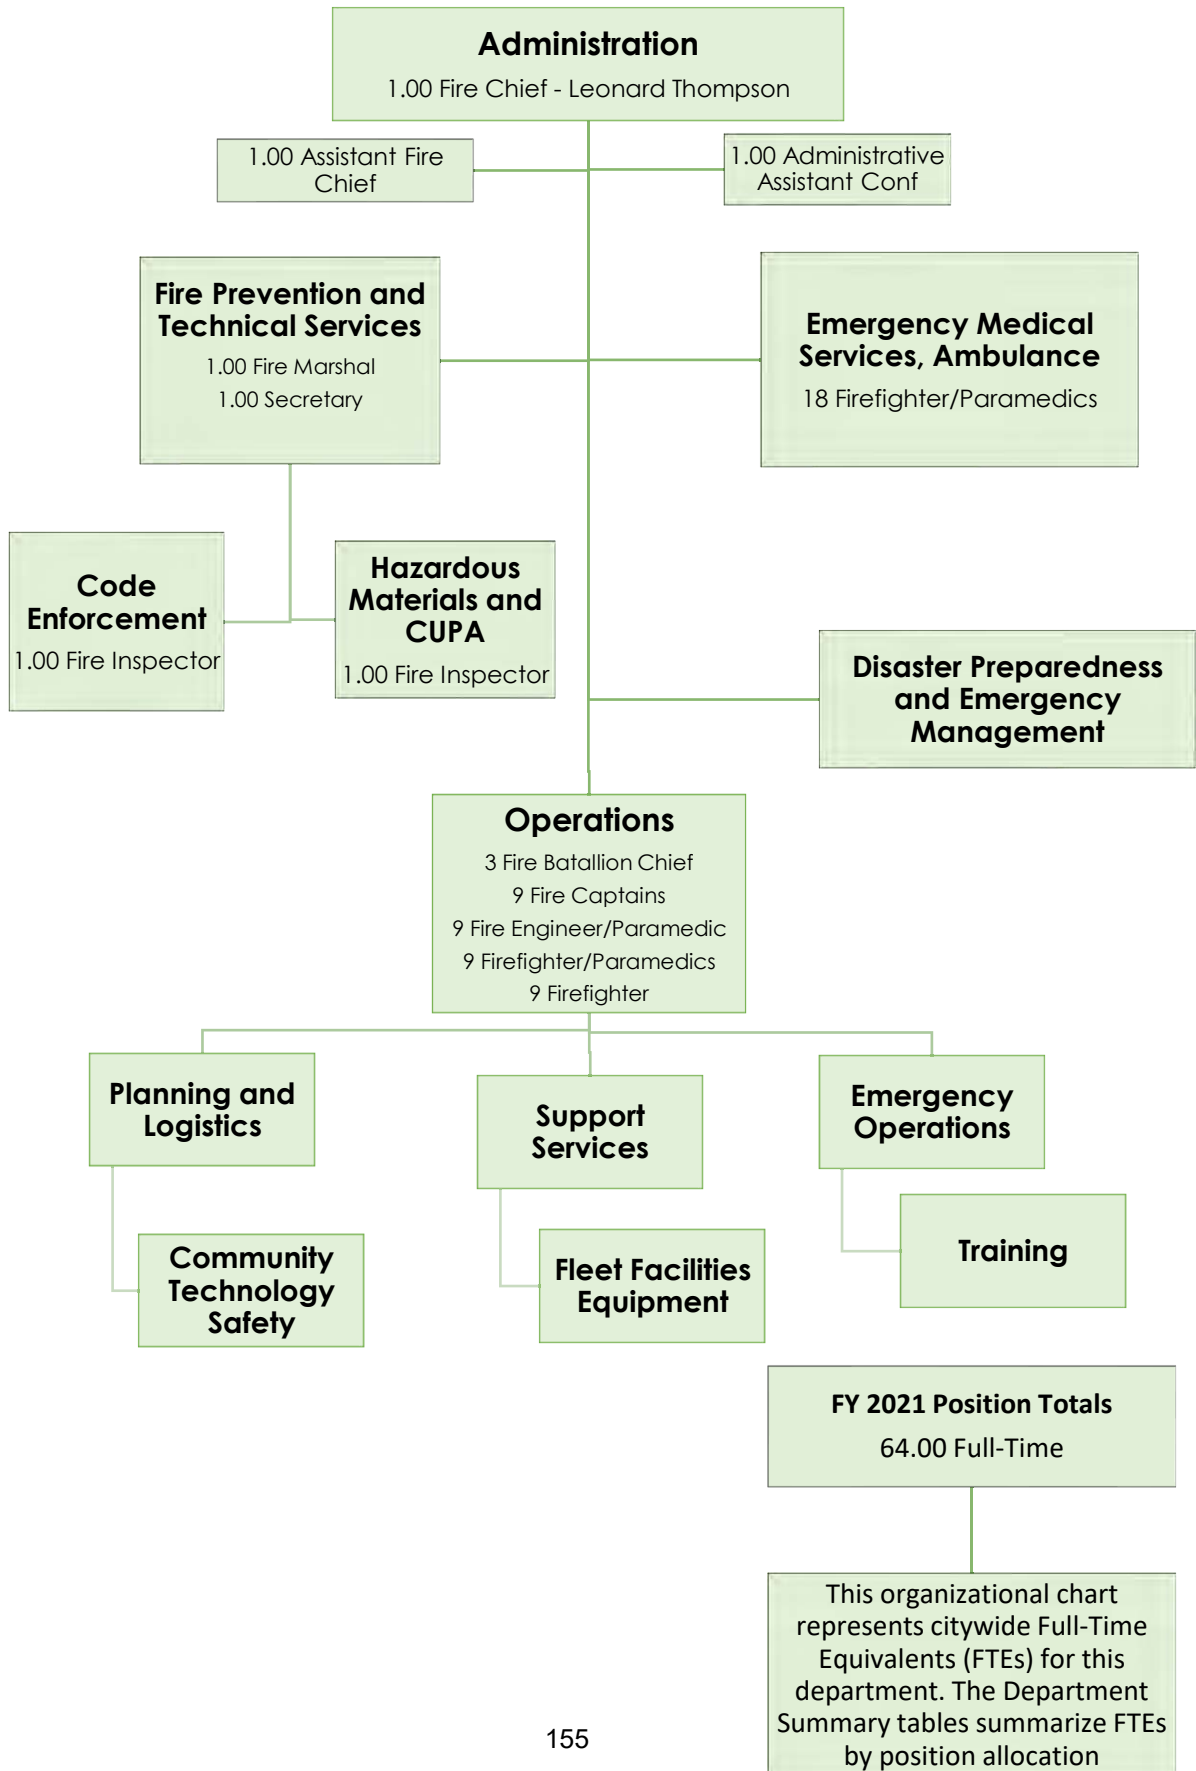 Administration
1.00 Fire Chief - Leonard Thompson
1.00 Assistant Fire
Chief
1.00 Administrative
Assistant Conf
Fire Prevention and
Technical Services
1.00 Fire Marshal
1.00 Secretary
Emergency Medical
Services, Ambulance
18 Firefighter/Paramedics
Code
Enforcement
1.00 Fire Inspector
Hazardous
Materials and
CUPA
1.00 Fire Inspector
Disaster Preparedness
and Emergency
Management
Operations
3 Fire Batallion Chief
9 Fire Captains
9 Fire Engineer/Paramedic
9 Firefighter/Paramedics
9 Firefighter
Planning and
Logistics
Support
Services
Emergency
Operations
Community
Technology
Safety
Fleet Facilities
Equipment
Training
FY 2021 Position Totals
64.00 Full-Time
This organizational chart
represents citywide Full-Time
Equivalents (FTEs) for this
department. The Department
Summary tables summarize FTEs
by position allocation
155